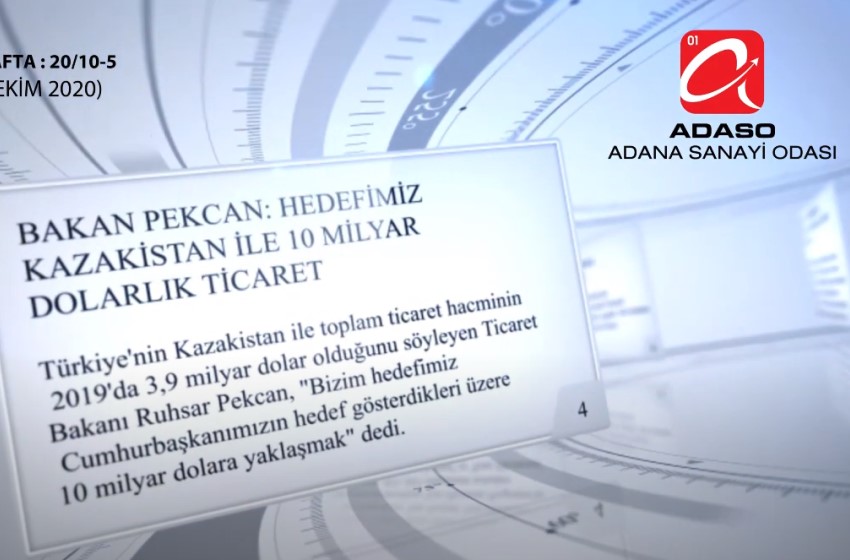 AFTA : 20/10-5
EKİM 2020)
01
ADASO
ADANA SANAYİ ODASI
BAKAN PEKCAN: HEDEFİMİZ
KAZAKİSTAN İLE 10 MİLYAR
DOLARLIK TİCARET
Türkiye'nin Kazakistan ile toplam ticaret hacminin
2019'da 3,9 milyar dolar olduğunu söyleyen Ticaret
Bakanı Ruhsar Pekcan, "Bizim hedefimiz
Cumhurbaşkanımızın hedef gösterdikleri üzere
10 milyar dolara yaklaşmak" dedi.
4